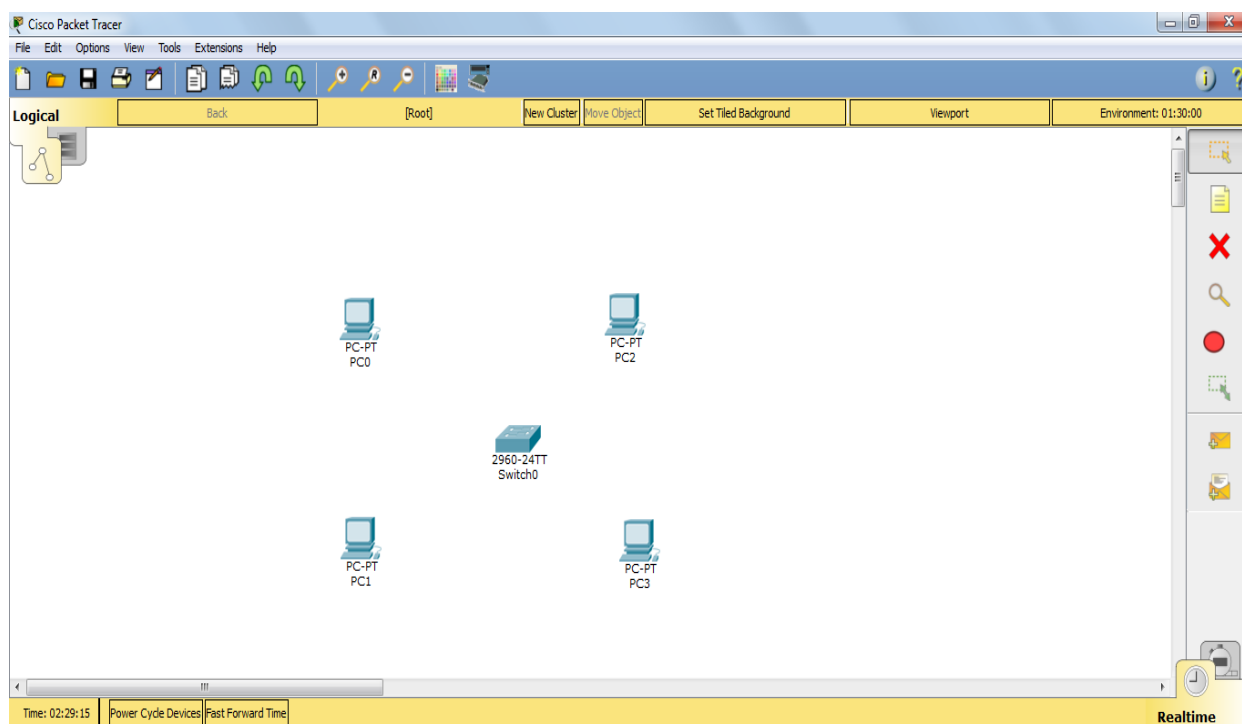 Cisco Packet Tracer
File Edit Options View Tools Extensions Help
Logical Back [Root] New Cluster Move Object Set Tiled Background Viewport Environment: 01:30:00
PC-PT
PC0
PC-PT
PC2
2960-24TT
Switch0
PC-PT
PC1
PC-PT
PC3
Time: 02:29:15 Power Cycle Devices Fast Forward Time Realtime